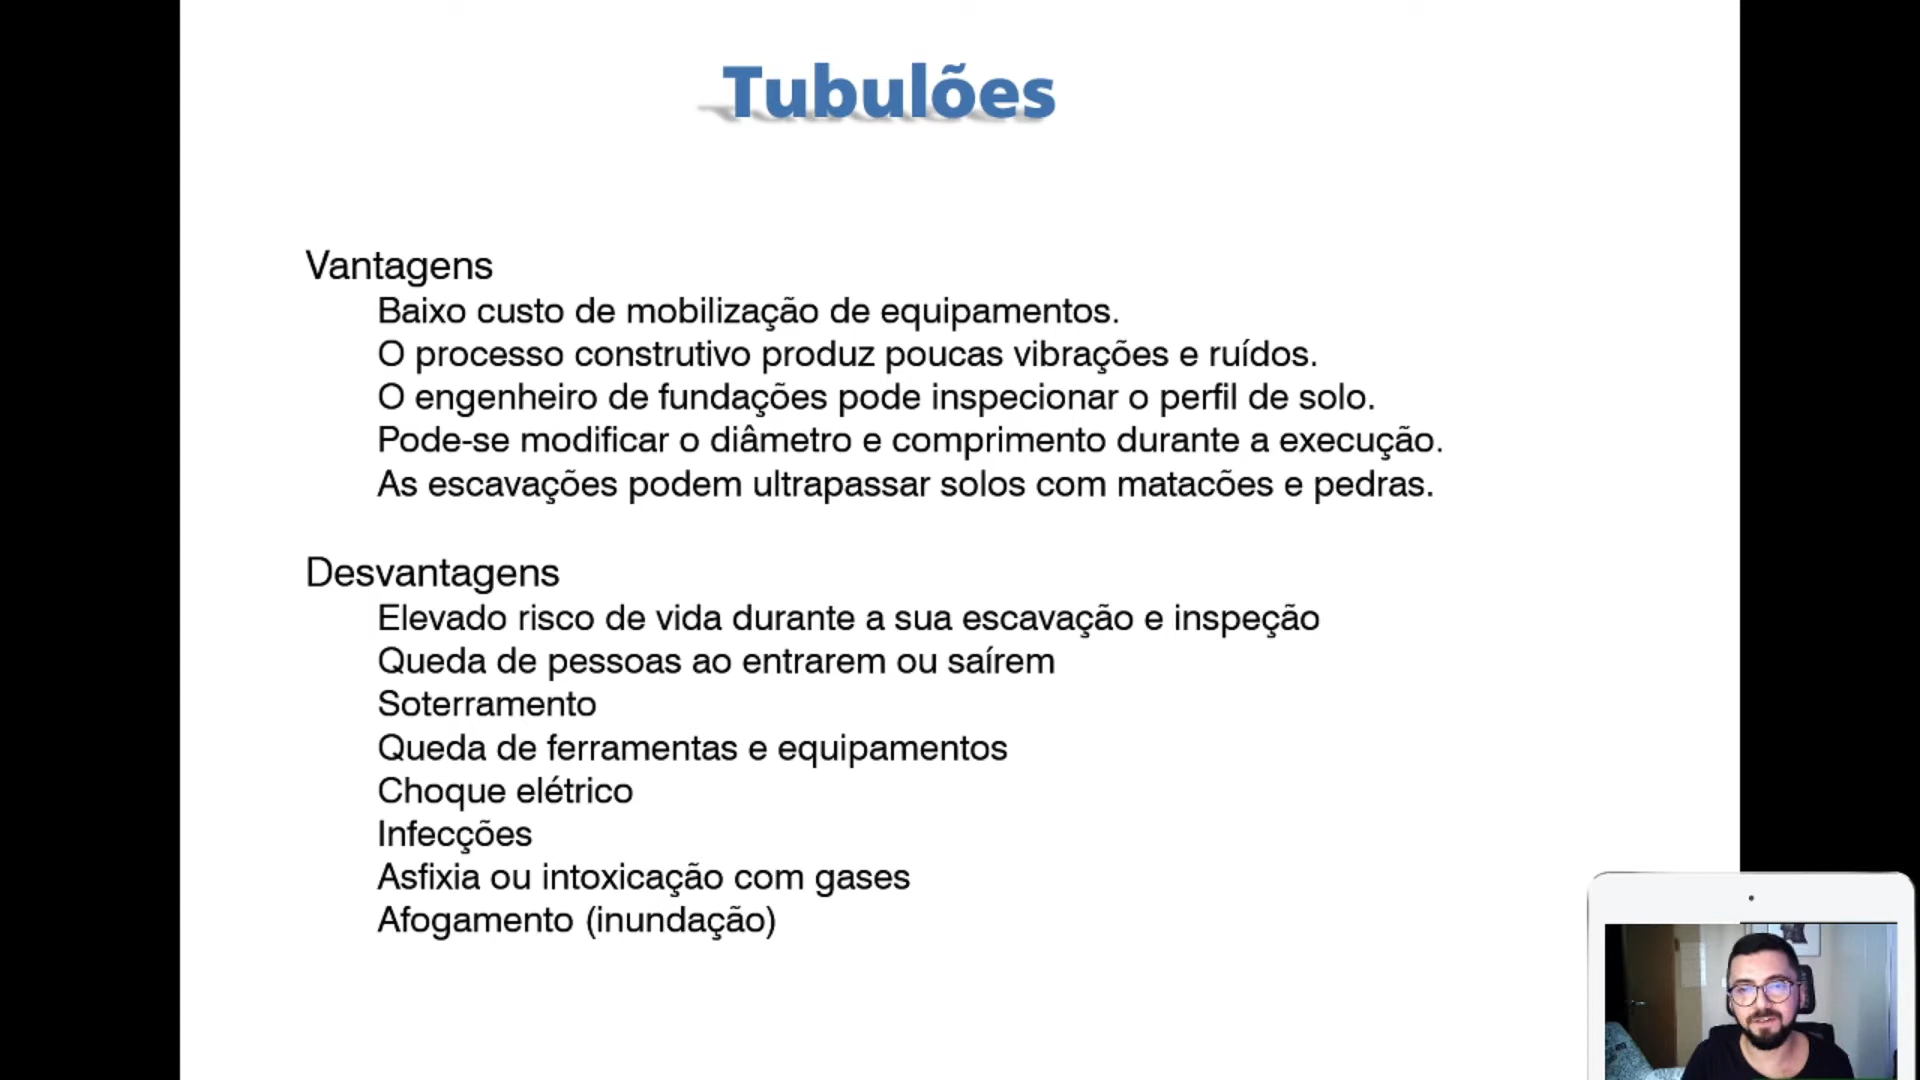 Tubulões
Vantagens
Baixo custo de mobilização de equipamentos.
O processo construtivo produz poucas vibrações e ruídos.
O engenheiro de fundações pode inspecionar o perfil de solo.
Pode-se modificar o diâmetro e comprimento durante a execução.
As escavações podem ultrapassar solos com matacões e pedras.
Desvantagens
Elevado risco de vida durante a sua escavação e inspeção
Queda de pessoas ao entrarem ou saírem
Soterramento
Queda de ferramentas e equipamentos
Choque elétrico
Infecções
Asfixia ou intoxicação com gases
Afogamento (inundação)